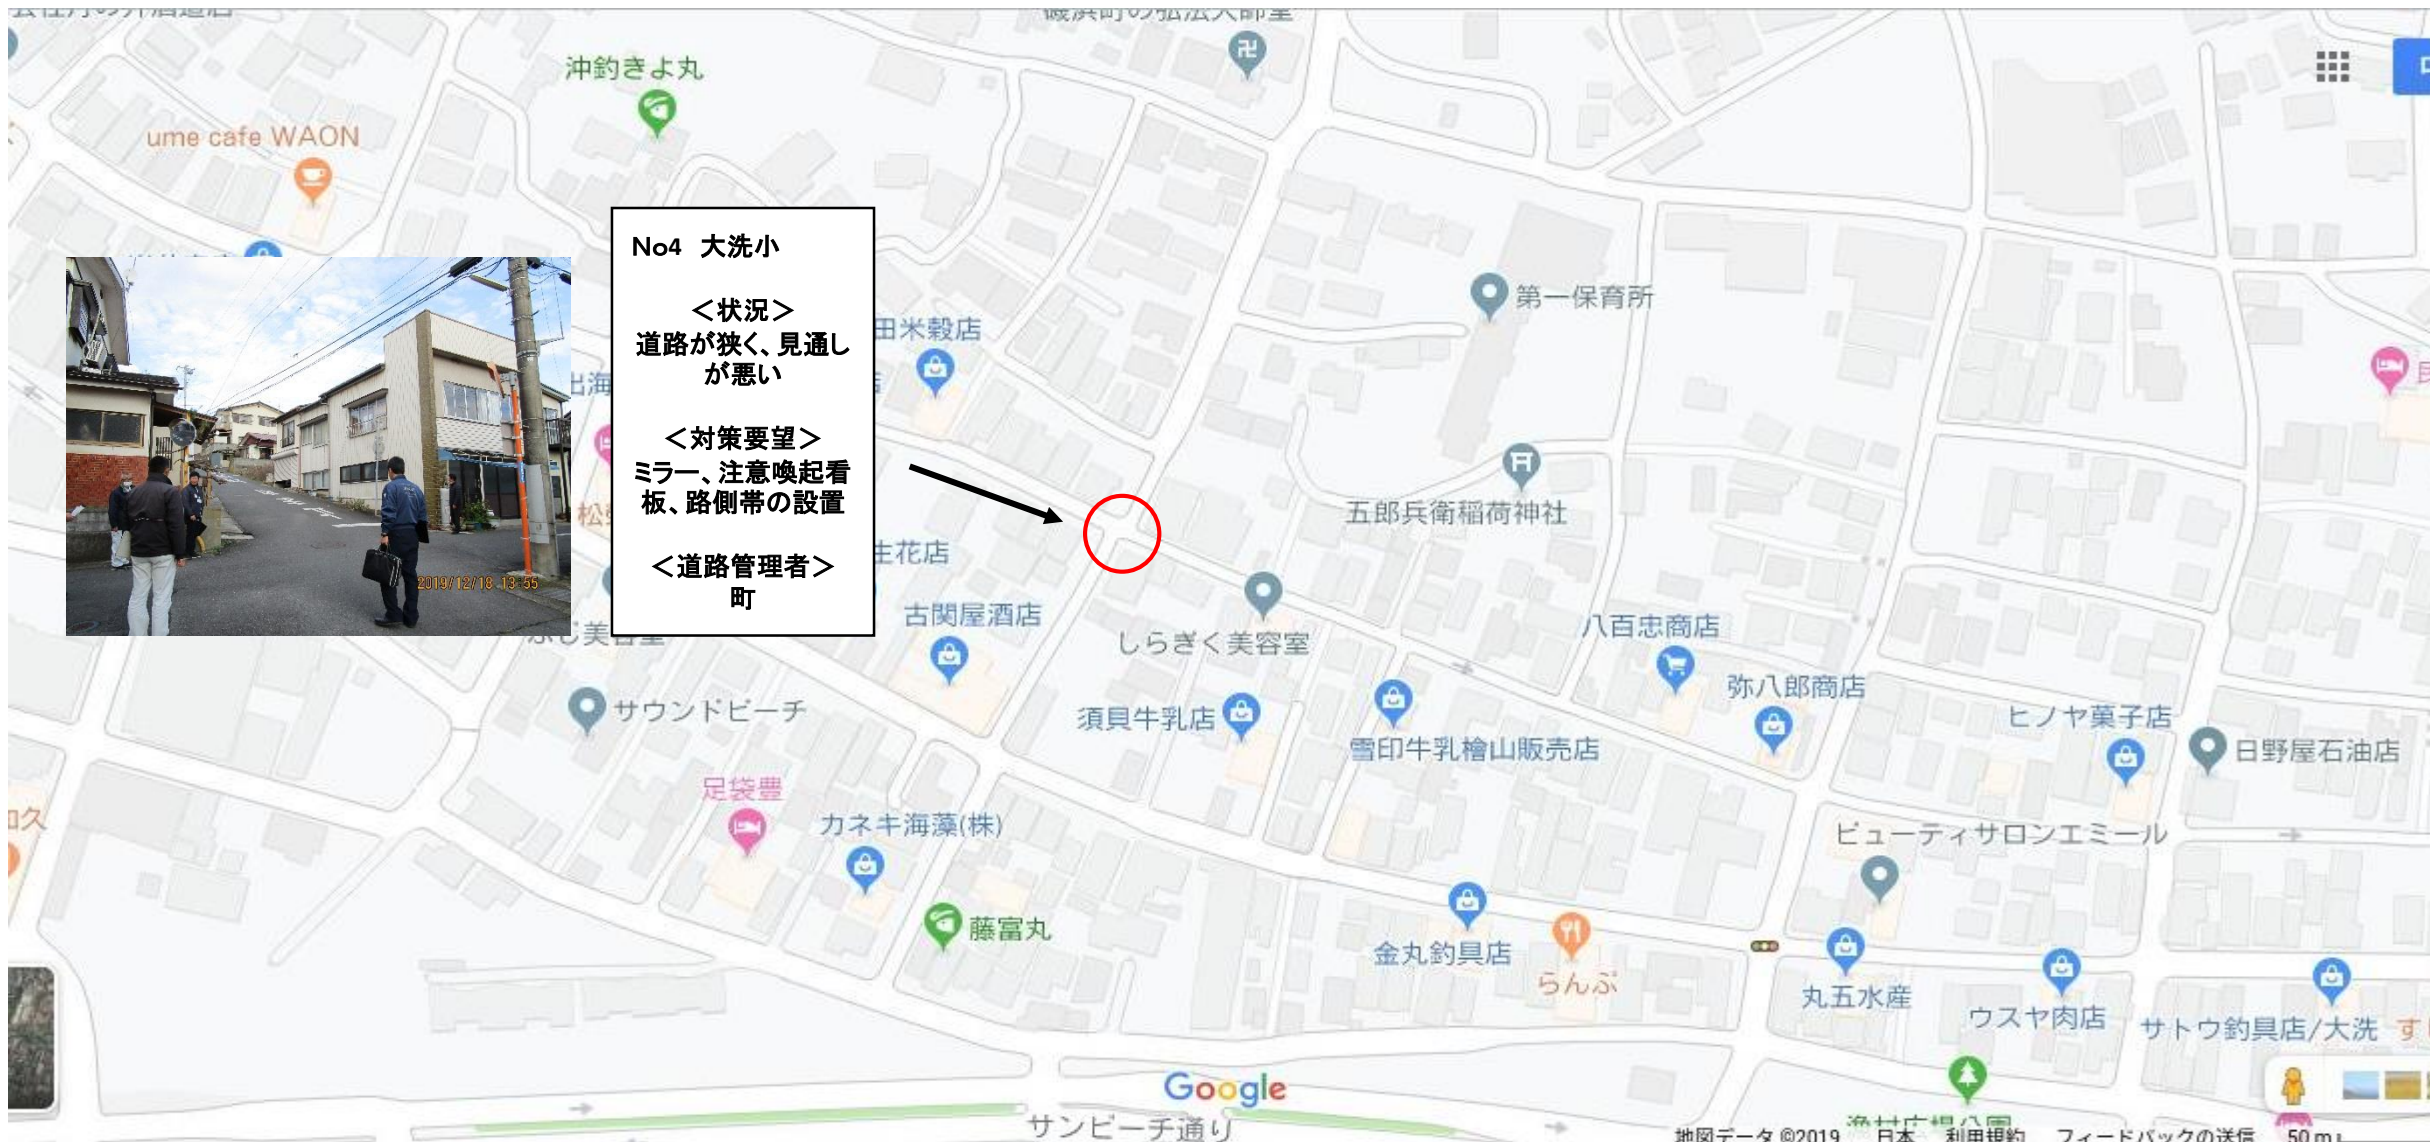 沖釣きよ丸
ume cafe WAON
No4 大洗小
＜状況＞
道路が狭く、見通し
が悪い
＜対策要望＞
ミラー、注意喚起看
板、路側帯の設置
＜道路管理者＞
町
2019/12/18 13:55
田米穀店
出海
第一保育所
五郎兵衛稲荷神社
生花店
古関屋酒店
しらぎく美容室
八百忠商店
弥八郎商店
サウンドビーチ
須貝牛乳店
雪印牛乳檜山販売店
ヒノヤ菓子店
日野屋石油店
足袋豊
カネキ海藻(株)
ビューティサロンエミール
藤富丸
金丸釣具店
らんぷ
丸五水産
ウスヤ肉店
サトウ釣具店/大洗
Google
サンビーチ通り
地図データ ©2019 日本 利用規約 フィードバックの送信 50 m